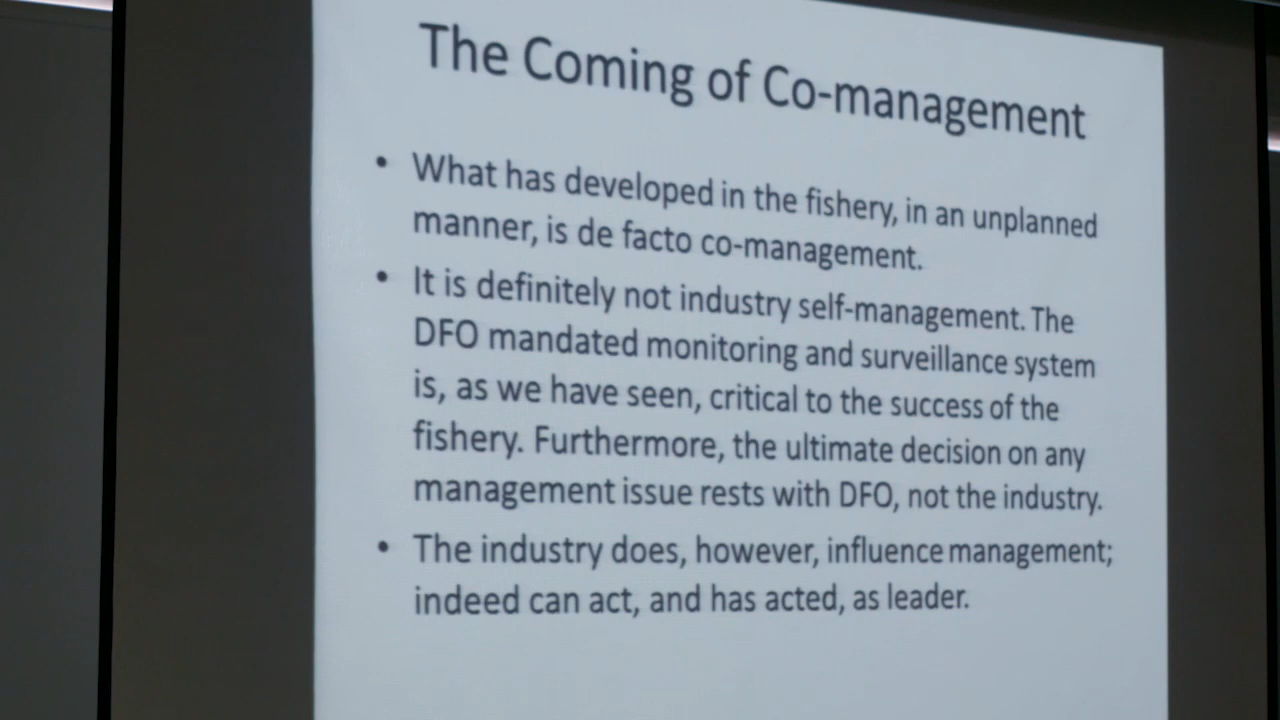 The Coming of Co-management
• What has developed in the fishery, in an unplanned
manner, is de facto co-management.
• It is definitely not industry self-management. The
DFO mandated monitoring and surveillance system
is, as we have seen, critical to the success of the
fishery. Furthermore, the ultimate decision on any
management issue rests with DFO, not the industry.
• The industry does, however, influence management;
indeed can act, and has acted, as leader.